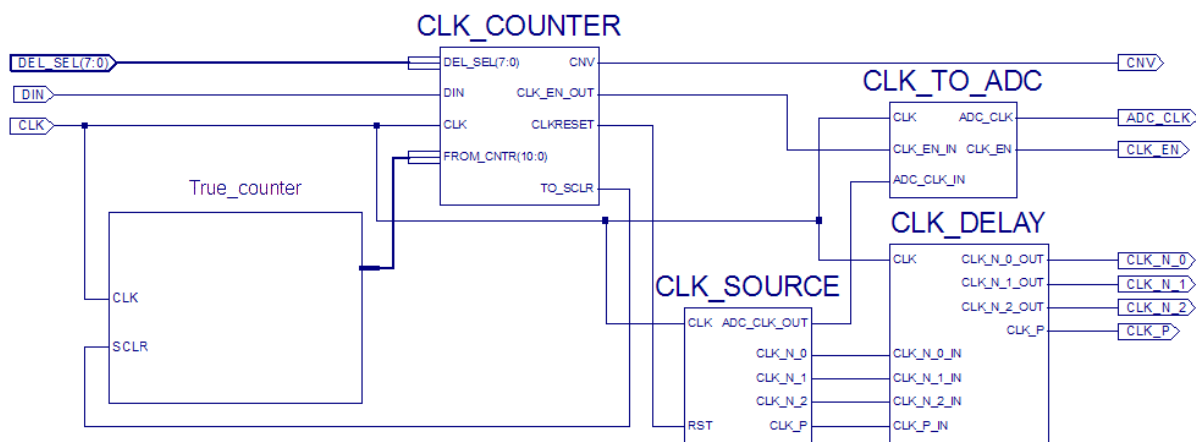 CLK_COUNTER
DEL_SEL(7:0)
DEL_SEL(7:0)
CNV
CNV
DIN
DIN
CLK_EN_OUT
CLK
CLK
CLKRESET
FROM_CNTR(10:0)
TO_SCLR
CLK_TO_ADC
CLK
ADC_CLK
ADC_CLK
CLK_EN_IN
CLK_EN
CLK_EN
ADC_CLK_IN
True_counter
CLK
SCLR
CLK_SOURCE
CLK
ADC_CLK_OUT
CLK_N_0
CLK_N_1
CLK_N_2
RST
CLK_P
CLK_DELAY
CLK
CLK_N_0_OUT
CLK_N_0
CLK_N_1_OUT
CLK_N_1
CLK_N_2_OUT
CLK_N_2
CLK_P
CLK_P
CLK_N_0_IN
CLK_N_1_IN
CLK_N_2_IN
CLK_P_IN